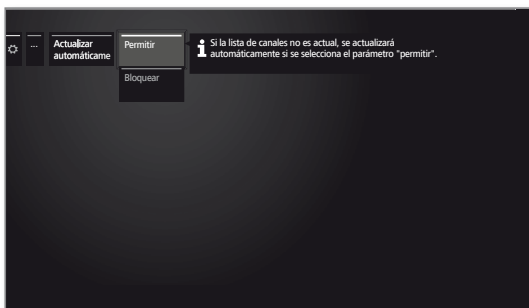 ...
Actualizar
automáticame
Permitir
Si la lista de canales no es actual, se actualizará
automáticamente si se selecciona el parámetro "permitir".
Bloquear